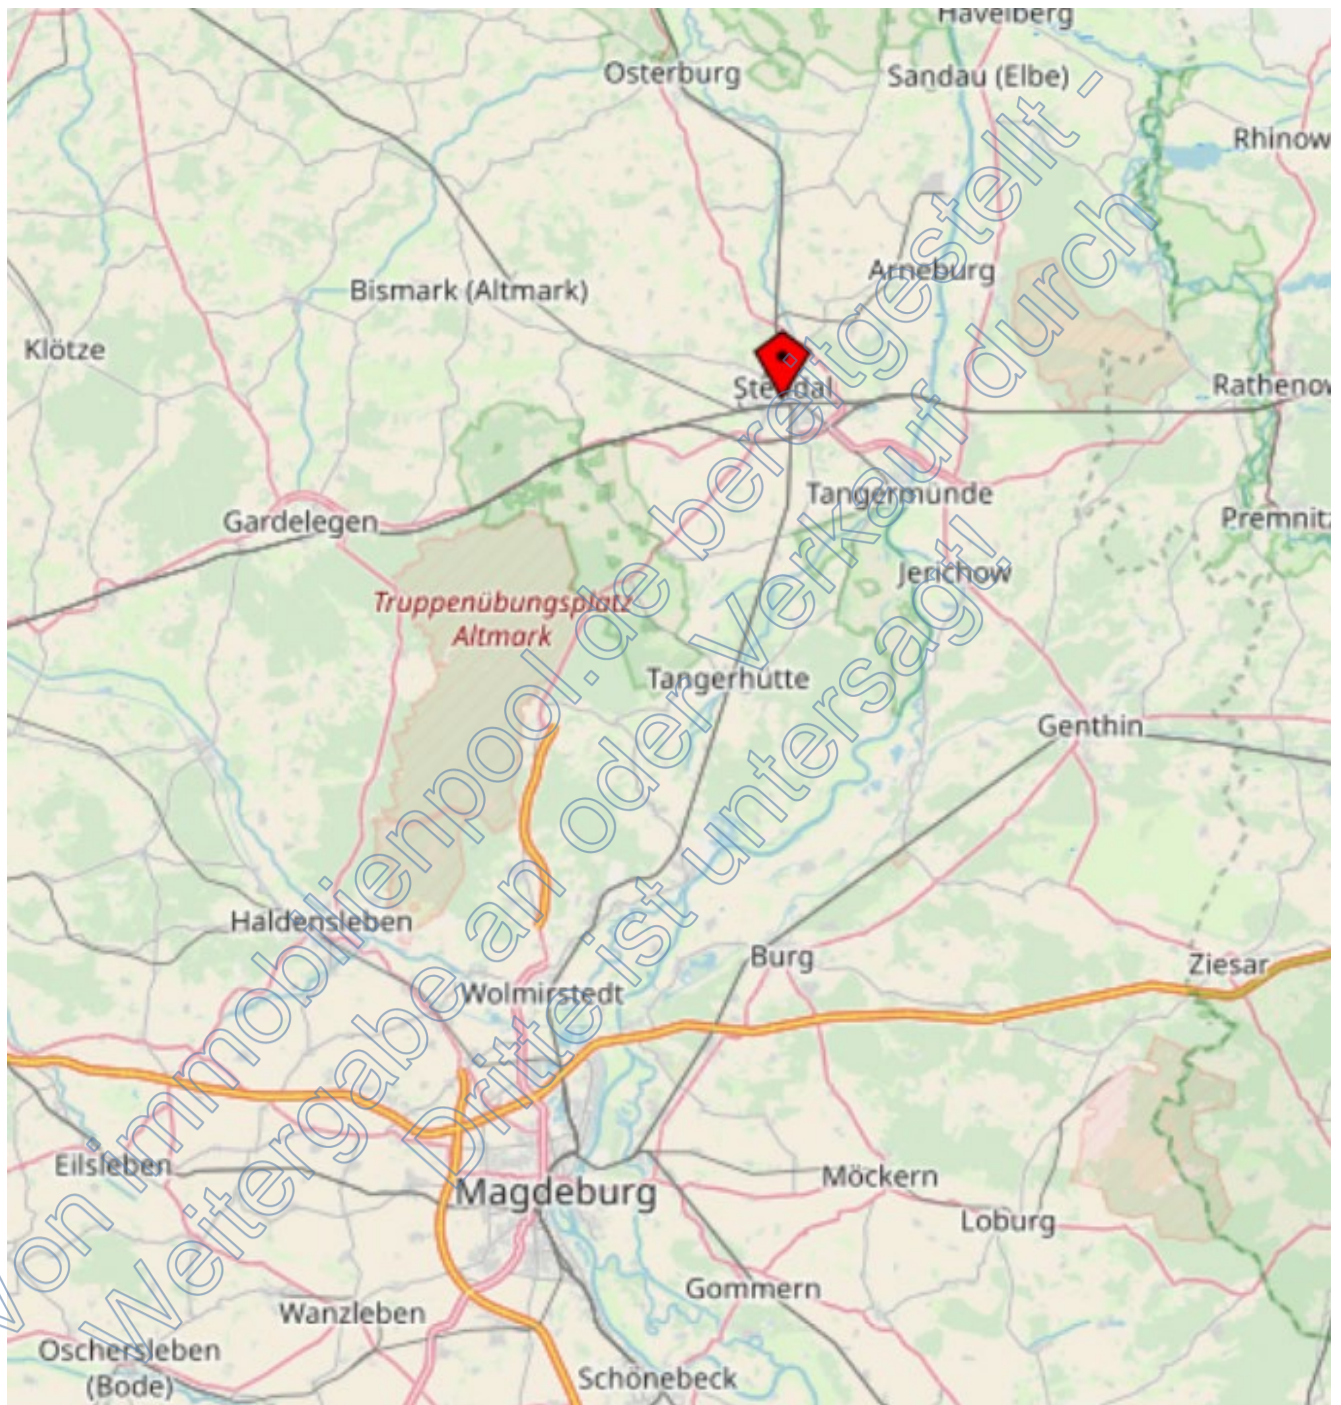 Havelberg
Osterburg
Sandau (Elbe)
Rhinow
Arneburg
Bismark (Altmark)
Klötze
Stendal
Rathenow
Tangermünde
Gardelegen
Premnitz
Jerichow
Truppenübungsplatz
Altmark
Tangerhütte
Genthin
Haldensleben
Burg
Ziesar
Wolmirstedt
Eilsleben
Möckern
Magdeburg
Loburg
Gommern
Wanzleben
Oschersleben
(Bode)
Schönebeck
Von immobilienpool.de bereitgestellt -
Weitergabe an oder Verkauf durch
Dritte ist untersagt!